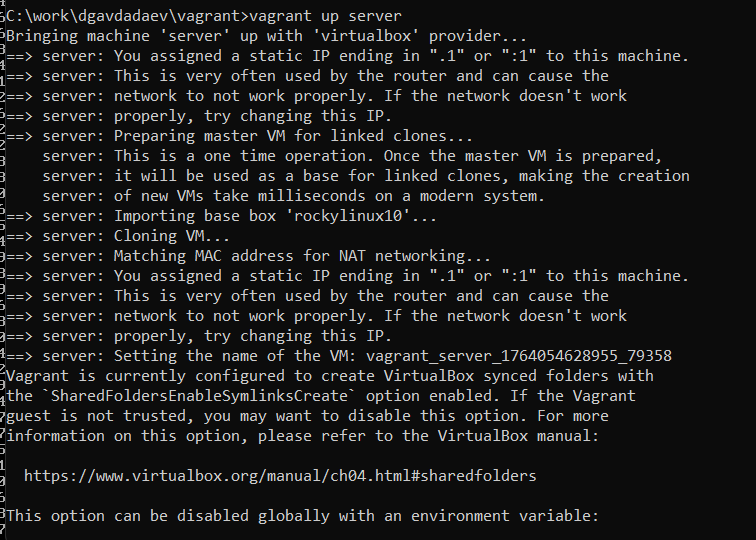 C:\work\dgavdadaev\vagrant>vagrant up server
Bringing machine 'server' up with 'virtualbox' provider...
==> server: You assigned a static IP ending in ".1" or ":1" to this machine.
==> server: This is very often used by the router and can cause the
==> server: network to not work properly. If the network doesn't work
==> server: properly, try changing this IP.
==> server: Preparing master VM for linked clones...
    server: This is a one time operation. Once the master VM is prepared,
    server: it will be used as a base for linked clones, making the creation
    server: of new VMs take milliseconds on a modern system.
==> server: Importing base box 'rockylinux10'...
==> server: Cloning VM...
==> server: Matching MAC address for NAT networking...
==> server: You assigned a static IP ending in ".1" or ":1" to this machine.
==> server: This is very often used by the router and can cause the
==> server: network to not work properly. If the network doesn't work
==> server: properly, try changing this IP.
==> server: Setting the name of the VM: vagrant_server_1764054628955_79358
Vagrant is currently configured to create VirtualBox synced folders with
the `SharedFoldersEnableSymlinksCreate` option enabled. If the Vagrant
guest is not trusted, you may want to disable this option. For more
information on this option, please refer to the VirtualBox manual:
  https://www.virtualbox.org/manual/ch04.html#sharedfolders
This option can be disabled globally with an environment variable: